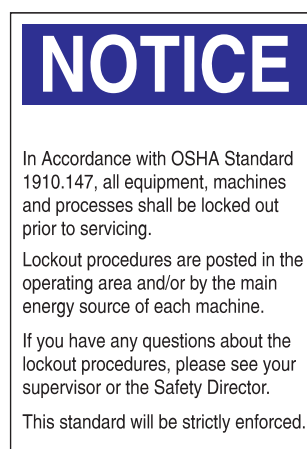 NOTICE
In Accordance with OSHA Standard
1910.147, all equipment, machines
and processes shall be locked out
prior to servicing.
Lockout procedures are posted in the
operating area and/or by the main
energy source of each machine.
If you have any questions about the
lockout procedures, please see your
supervisor or the Safety Director.
This standard will be strictly enforced.